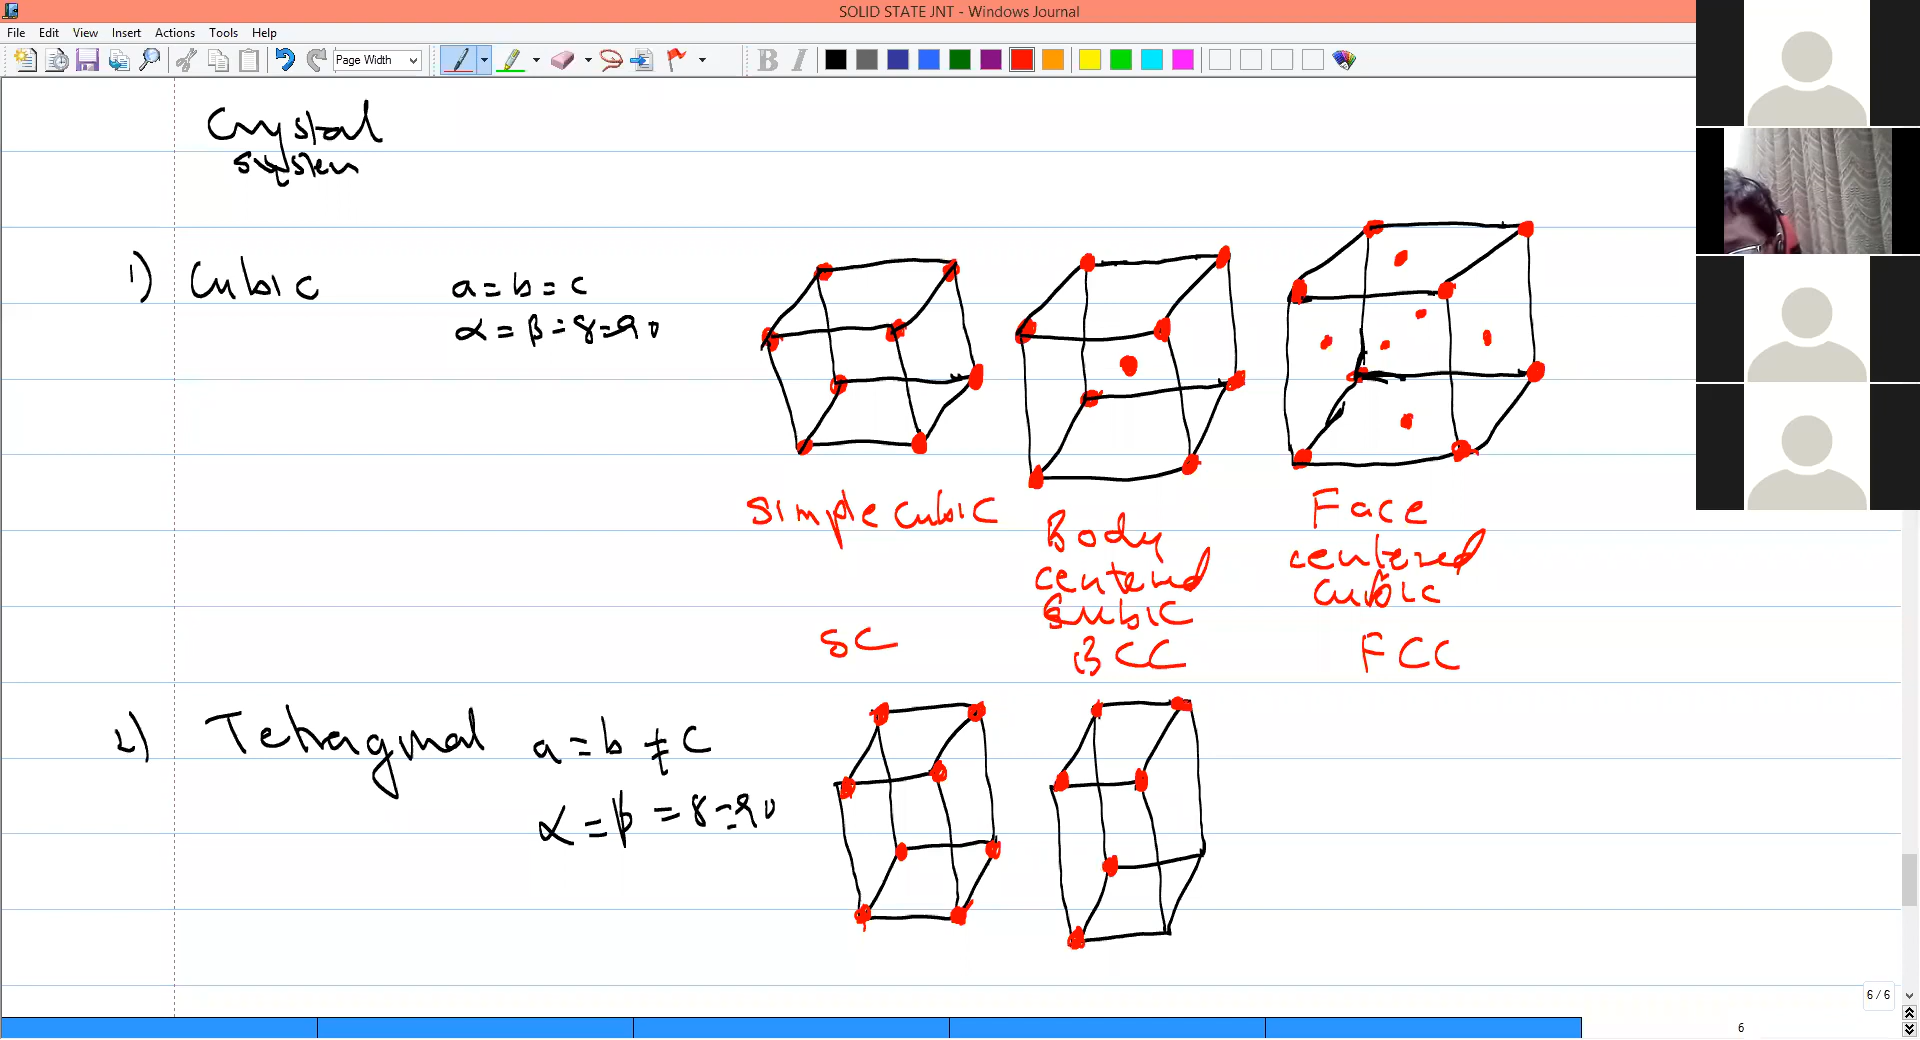 SOLID STATE JNT - Windows Journal
File Edit View Insert Actions Tools Help
Page Width
B I
Crystal
system
1) Cubic a = b = c
α = β = γ = 90
Simple cubic
Body
centered
Cubic
Face
centered
cubic
SC BCC FCC
2) Tetragonal a = b ≠ c
α = β = γ = 90
6 / 6
6